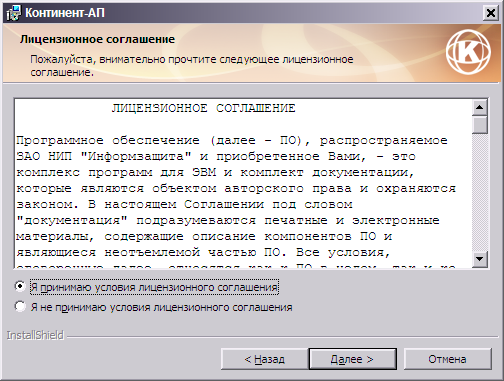 Континент-АП
Лицензионное соглашение
Пожалуйста, внимательно прочтите следующее лицензионное
соглашение.
K
ЛИЦЕНЗИОННОЕ СОГЛАШЕНИЕ
Программное обеспечение (далее - ПО), распространяемое
ЗАО НИП "Информзащита" и приобретенное Вами, - это
комплекс программ для ЭВМ и комплект документации,
которые являются объектом авторского права и охраняются
законом. В настоящем Соглашении под словом
"документация" подразумеваются печатные и электронные
материалы, содержащие описание компонентов ПО и
являющиеся неотъемлемой частью ПО. Все условия,
Я принимаю условия лицензионного соглашения
Я не принимаю условия лицензионного соглашения
InstallShield
< Назад Далее > Отмена